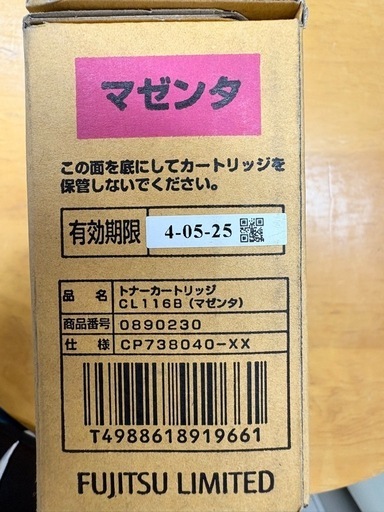 マゼンタ
この面を底にしてカートリッジを
保管しないでください。
有効期限 4-05-25
品名 トナーカートリッジ
CL116B (マゼンタ)
商品番号 0890230
仕様 CP738040-XX
T4988618919661
FUJITSU LIMITED